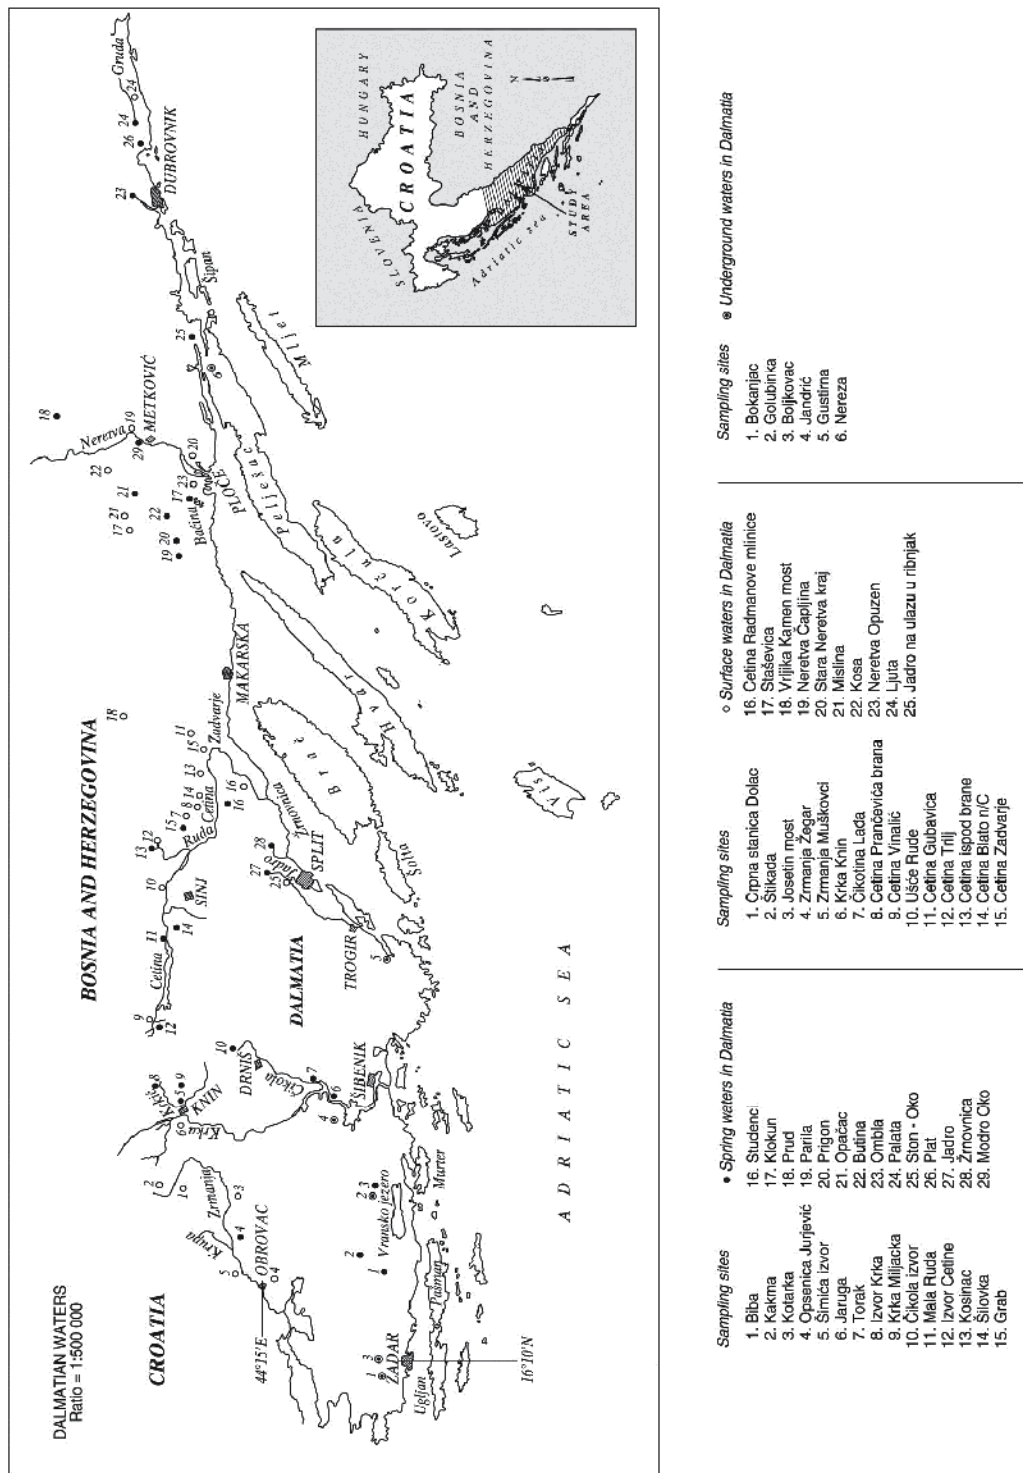 DALMATIAN WATERS
Ratio = 1:500 000
CROATIA
BOSNIA AND HERZEGOVINA
DALMATIA
ADRIATIC SEA
44°15'E
16°10'N
ZADAR
Ugljan
Pašman
Vransko jezero
Murter
OBROVAC
Kruga
Zrmanja
Krka
KNIN
DRNIŠ
Čikola
ŠIBENIK
TROGIR
SPLIT
Jadro
Žrnovnica
Šolta
SINJ
Cetina
Ruda
Cetina
Zadvarje
MAKARSKA
Brač
Hvar
Vis
Korčula
Lastovo
Pelješac
PLOČE
Baćina
Neretva
METKOVIĆ
Mljet
Šipan
DUBROVNIK
Gruda
SLOVENIA
HUNGARY
CROATIA
BOSNIA
AND
HERZEGOVINA
Adriatic sea
STUDY
AREA
N
S
Sampling sites
• Spring waters in Dalmatia
1. Biba
2. Kakma
3. Kotarka
4. Opsenica Jurjević
5. Šimića izvor
6. Jaruga
7. Torak
8. Izvor Krka
9. Krka Miljacka
10. Čikola izvor
11. Mala Ruda
12. Izvor Cetine
13. Kosinac
14. Šilovka
15. Grab
16. Studenci
17. Klokun
18. Prud
19. Parila
20. Prigon
21. Opačac
22. Butina
23. Ombla
24. Palata
25. Ston - Oko
26. Plat
27. Jadro
28. Žrnovnica
29. Modro Oko
Sampling sites
○ Surface waters in Dalmatia
1. Crpna stanica Dolac
2. Štikada
3. Josetin most
4. Zrmanja Žegar
5. Zrmanja Muškovci
6. Krka Knin
7. Čikotina Lađa
8. Cetina Prančevića brana
9. Cetina Vinalić
10. Ušće Rude
11. Cetina Gubavica
12. Cetina Trilj
13. Cetina ispod brane
14. Cetina Blato n/C
15. Cetina Zadvarje
16. Cetina Radmanove mlinice
17. Staševica
18. Vrljika Kamen most
19. Neretva Čapljina
20. Stara Neretva kraj
21. Mislina
22. Kosa
23. Neretva Opuzen
24. Ljuta
25. Jadro na ulazu u ribnjak
Sampling sites
Underground waters in Dalmatia
1. Bokanjac
2. Golubinka
3. Boljkovac
4. Jandrić
5. Gustirna
6. Nereza